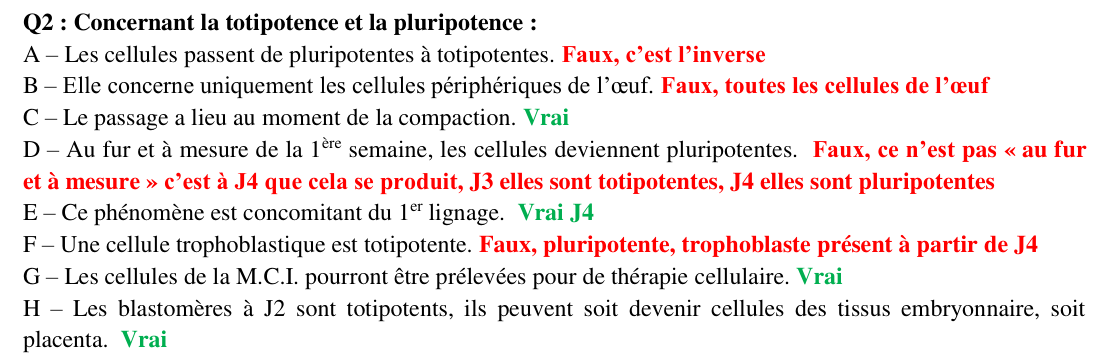 Q2 : Concernant la totipotence et la pluripotence :
A – Les cellules passent de pluripotentes à totipotentes. Faux, c’est l’inverse
B – Elle concerne uniquement les cellules périphériques de l’œuf. Faux, toutes les cellules de l’œuf
C – Le passage a lieu au moment de la compaction. Vrai
D – Au fur et à mesure de la 1ère semaine, les cellules deviennent pluripotentes. Faux, ce n’est pas « au fur
et à mesure » c’est à J4 que cela se produit, J3 elles sont totipotentes, J4 elles sont pluripotentes
E – Ce phénomène est concomitant du 1er lignage. Vrai J4
F – Une cellule trophoblastique est totipotente. Faux, pluripotente, trophoblaste présent à partir de J4
G – Les cellules de la M.C.I. pourront être prélevées pour de thérapie cellulaire. Vrai
H – Les blastomères à J2 sont totipotents, ils peuvent soit devenir cellules des tissus embryonnaire, soit
placenta. Vrai